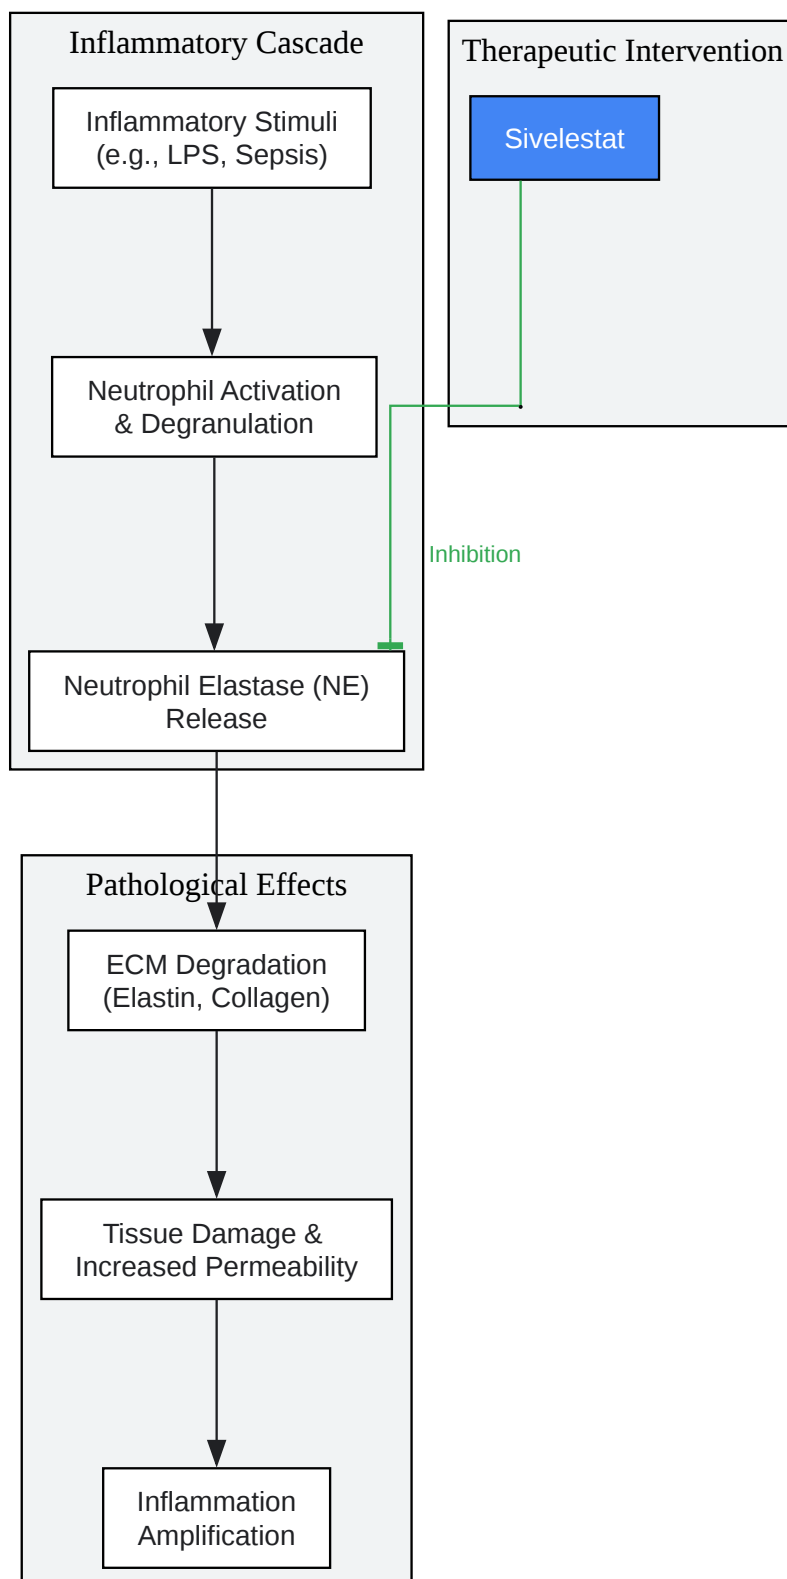 Inflammatory Cascade
Inflammatory Stimuli
(e.g., LPS, Sepsis)
Neutrophil Activation
& Degranulation
Neutrophil Elastase (NE)
Release
Therapeutic Intervention
Sivelestat
Inhibition
Pathological Effects
ECM Degradation
(Elastin, Collagen)
Tissue Damage &
Increased Permeability
Inflammation
Amplification